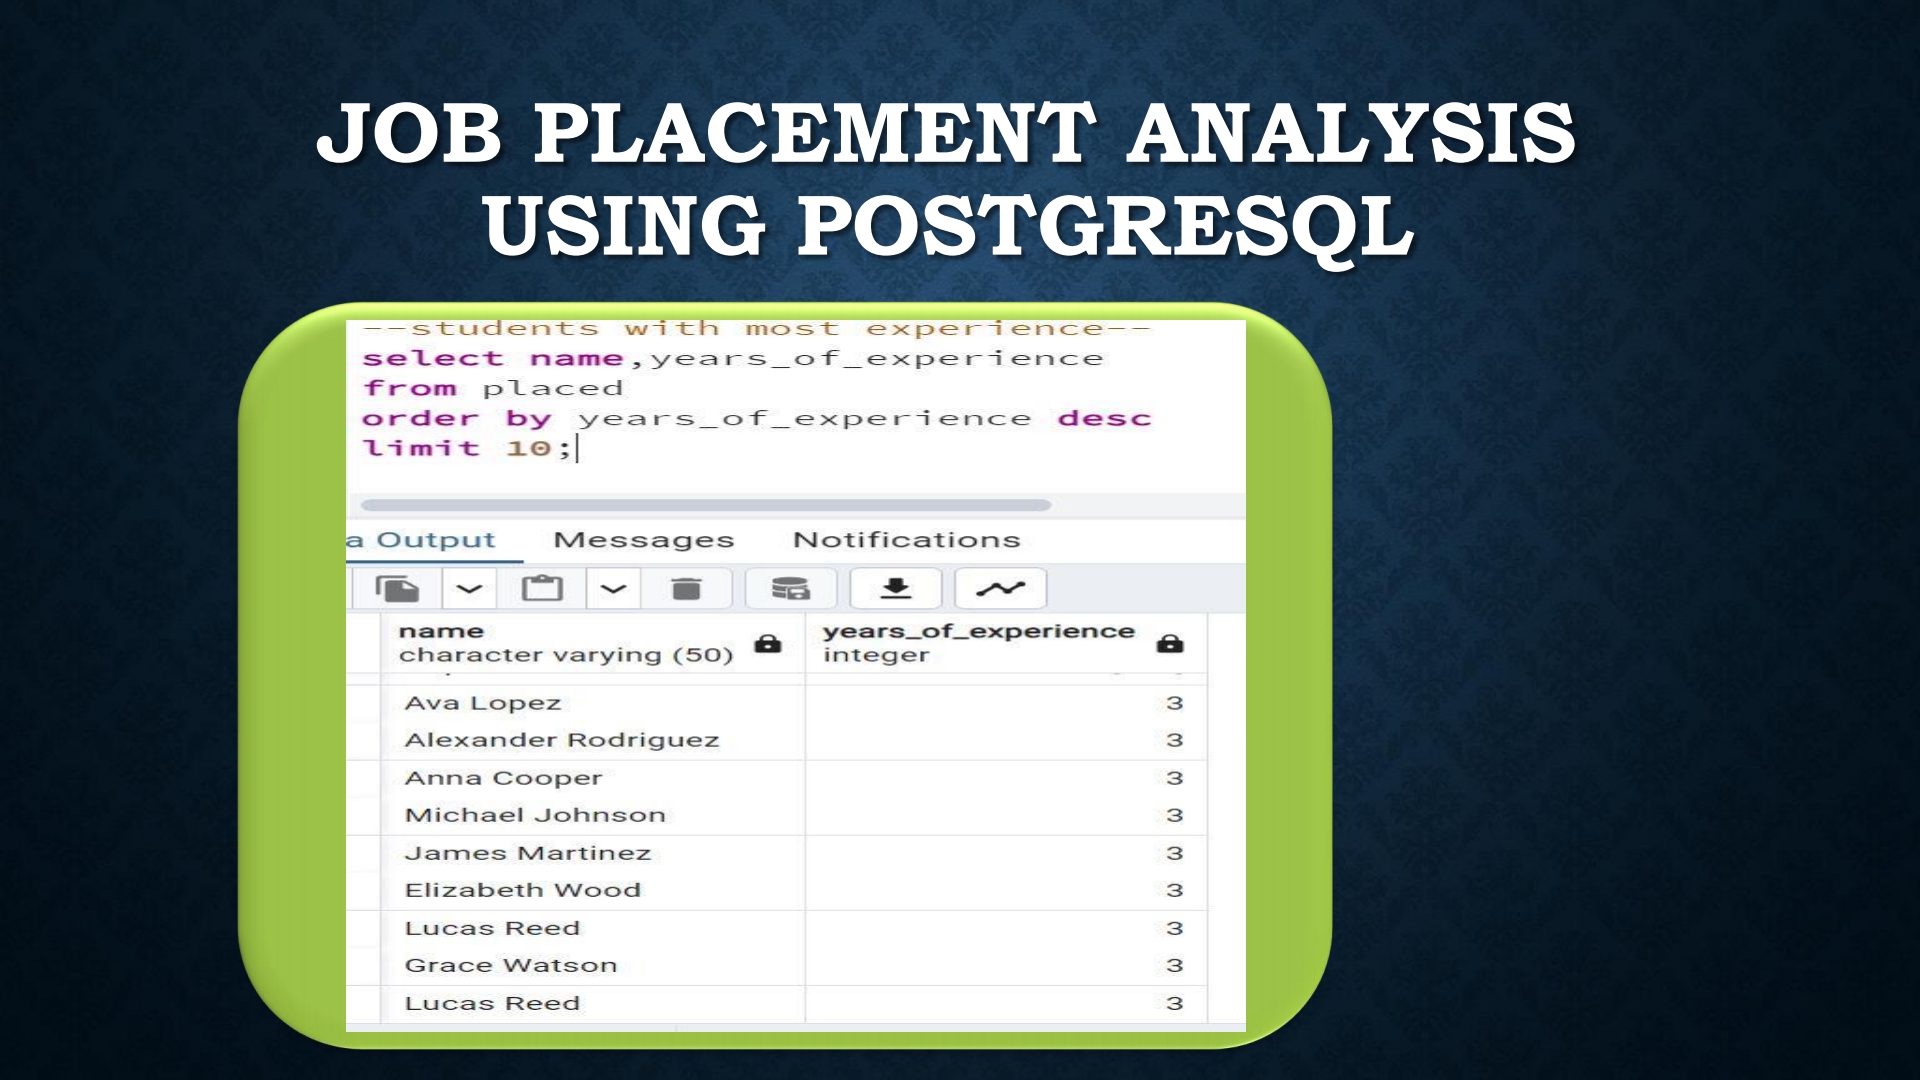 JOB PLACEMENT ANALYSIS
USING POSTGRESQL
--students with most experience--
select name,years_of_experience
from placed
order by years_of_experience desc
limit 10;
a Output Messages Notifications
name years_of_experience
character varying (50) integer
Ava Lopez 3
Alexander Rodriguez 3
Anna Cooper 3
Michael Johnson 3
James Martinez 3
Elizabeth Wood 3
Lucas Reed 3
Grace Watson 3
Lucas Reed 3